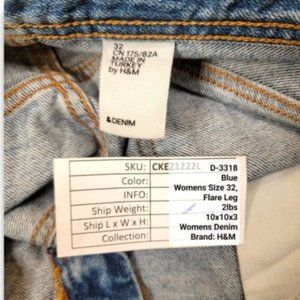 32
CN 175/82A
MADE IN
TURKEY
by H&M
&DENIM
SKU: CKE21222L D-3318
Color: Blue
INFO: Womens Size 32,
Flare Leg
Ship Weight: 2lbs
Ship L x W x H: 10x10x3
Collection: Womens Denim
Brand: H&M